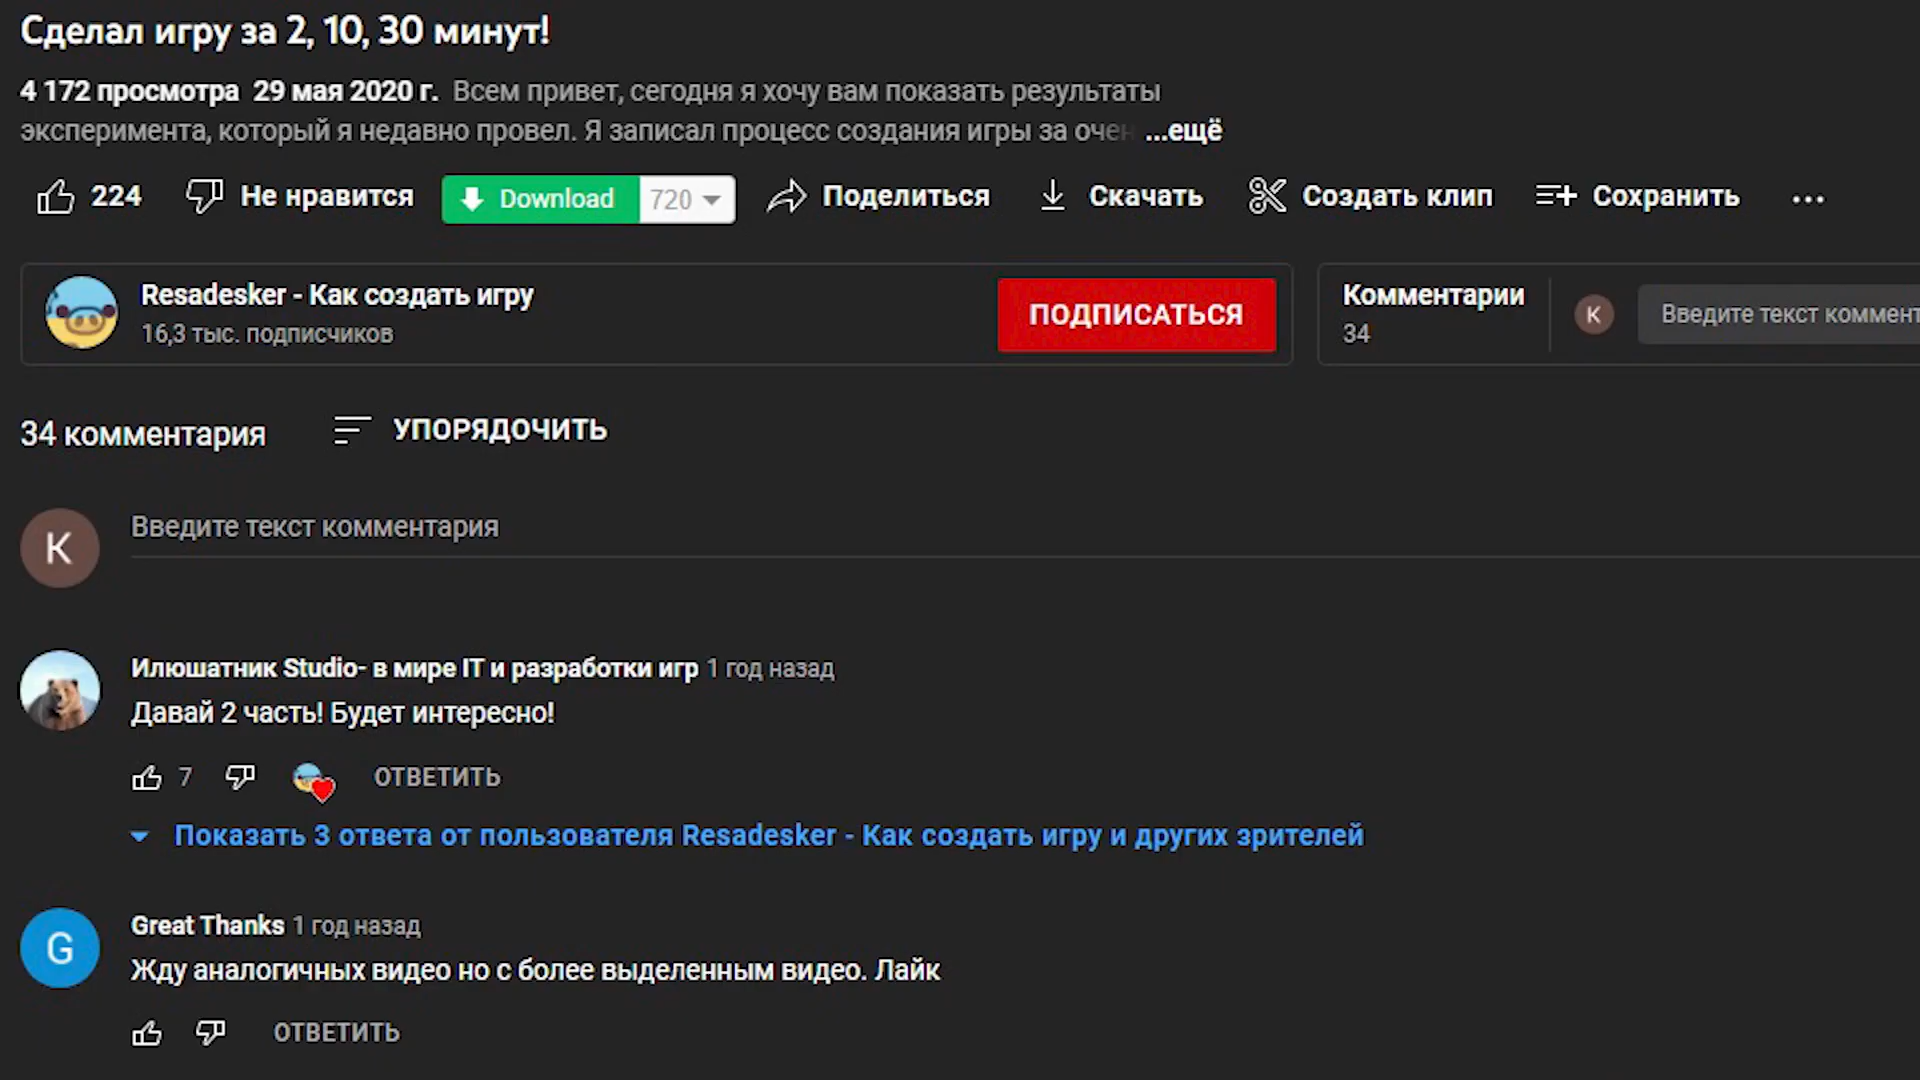 Сделал игру за 2, 10, 30 минут!
4 172 просмотра 29 мая 2020 г. Всем привет, сегодня я хочу вам показать результаты
эксперимента, который я недавно провел. Я записал процесс создания игры за очен ...ещё
224 Не нравится Download 720 Поделиться Скачать Создать клип Сохранить ...
Resadesker - Как создать игру
16,3 тыс. подписчиков
ПОДПИСАТЬСЯ
Комментарии
34
K
Введите текст коммент
34 комментария УПОРЯДОЧИТЬ
K
Введите текст комментария
Илюшатник Studio- в мире IT и разработки игр 1 год назад
Давай 2 часть! Будет интересно!
7 ОТВЕТИТЬ
Показать 3 ответа от пользователя Resadesker - Как создать игру и других зрителей
G
Great Thanks 1 год назад
Жду аналогичных видео но с более выделенным видео. Лайк
ОТВЕТИТЬ